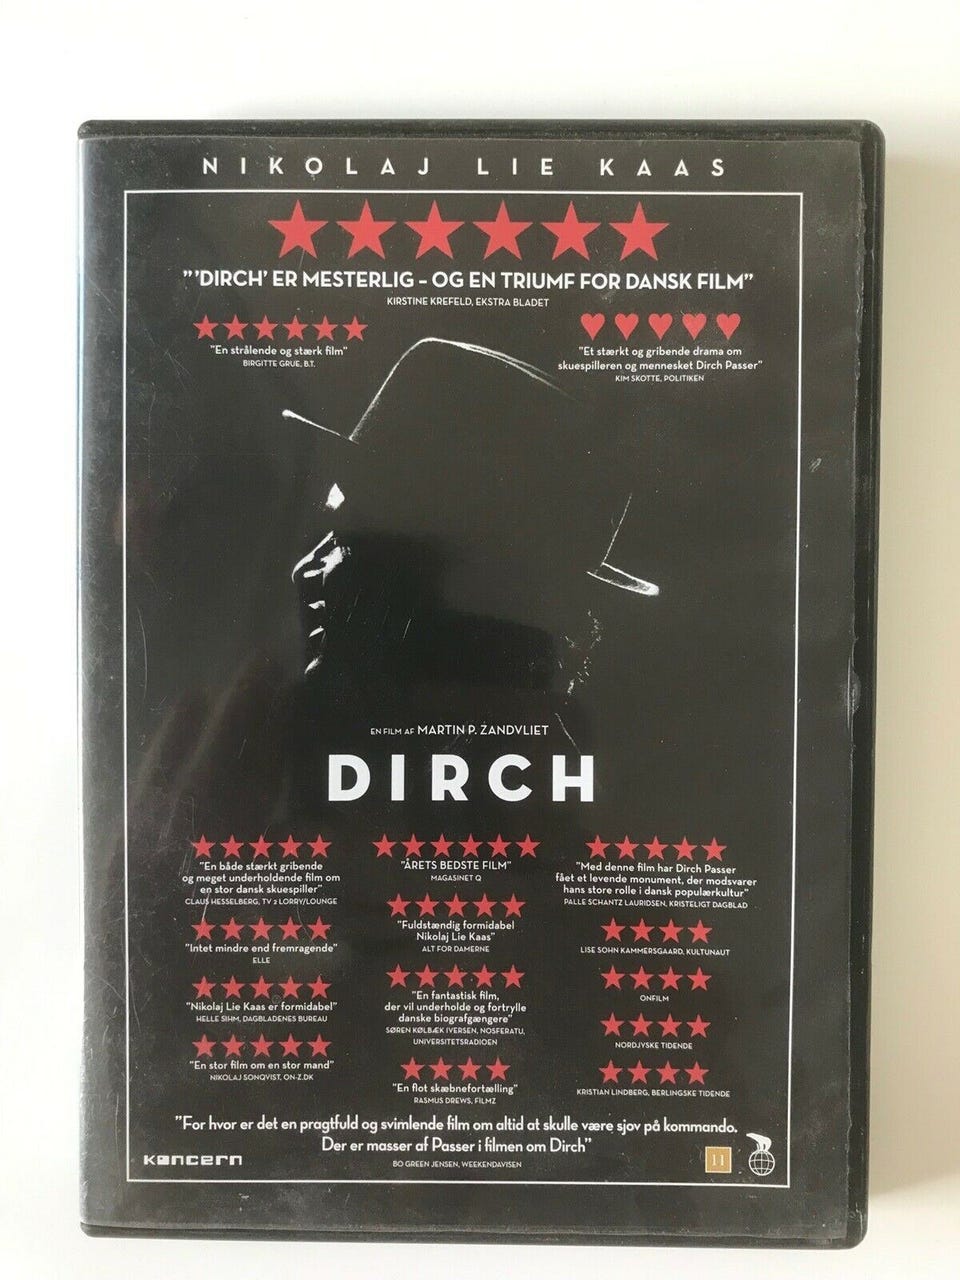 NIKOLAJ LIE KAAS
"'DIRCH' ER MESTERLIG – OG EN TRIUMF FOR DANSK FILM"
KIRSTINE KREFELD, EKSTRA BLADET
"En strålende og stærk film"
BIRGITTE GRUE, B.T.
"Et stærkt og gribende drama om
skuespilleren og mennesket Dirch Passer"
KIM SKOTTE, POLITIKEN
EN FILM AF MARTIN P. ZANDVLIET
DIRCH
"En både stærkt gribende
og meget underholdende film om
en stor dansk skuespiller"
CLAUS HESSELBERG, TV 2 LORRY/LOUNGE
"Intet mindre end fremragende"
ELLE
"Nikolaj Lie Kaas er formidabel"
HELLE SIHM, DAGBLADENES BUREAU
"En stor film om en stor mand"
NIKOLAJ SONQVIST, ON-Z.DK
"ÅRETS BEDSTE FILM"
MAGASINET Q
"Fuldstændig formidabel
Nikolaj Lie Kaas"
ALT FOR DAMERNE
"En fantastisk film,
der vil underholde og fortrylle
danske biografgængere"
SØREN KØLBÆK IVERSEN, NOSFERATU,
UNIVERSITETSRADIOEN
"En flot skæbnefortælling"
RASMUS DREWS, FILMZ
"Med denne film har Dirch Passer
fået et levende monument, der modsvarer
hans store rolle i dansk populærkultur"
PALLE SCHANTZ LAURIDSEN, KRISTELIGT DAGBLAD
LISE SOHN KAMMERSGAARD, KULTUNAUT
ONFILM
NORDJYSKE TIDENDE
KRISTIAN LINDBERG, BERLINGSKE TIDENDE
"For hvor er det en pragtfuld og svimlende film om altid at skulle være sjov på kommando.
Der er masser af Passer i filmen om Dirch"
BO GREEN JENSEN, WEEKENDAVISEN
KONCERN
11